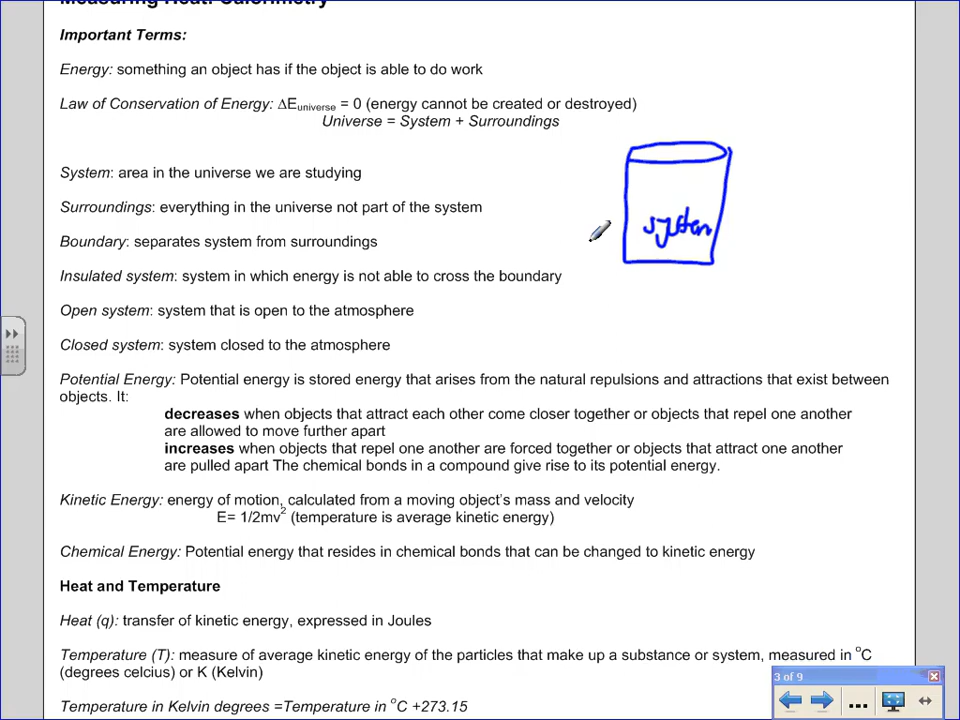 Measuring Heat: Calorimetry
Important Terms:
Energy: something an object has if the object is able to do work
Law of Conservation of Energy: ∆Euniverse = 0 (energy cannot be created or destroyed)
Universe = System + Surroundings
System: area in the universe we are studying
system
Surroundings: everything in the universe not part of the system
Boundary: separates system from surroundings
Insulated system: system in which energy is not able to cross the boundary
Open system: system that is open to the atmosphere
Closed system: system closed to the atmosphere
Potential Energy: Potential energy is stored energy that arises from the natural repulsions and attractions that exist between
objects. It:
decreases when objects that attract each other come closer together or objects that repel one another
are allowed to move further apart
increases when objects that repel one another are forced together or objects that attract one another
are pulled apart The chemical bonds in a compound give rise to its potential energy.
Kinetic Energy: energy of motion, calculated from a moving object's mass and velocity
E= 1/2mv² (temperature is average kinetic energy)
Chemical Energy: Potential energy that resides in chemical bonds that can be changed to kinetic energy
Heat and Temperature
Heat (q): transfer of kinetic energy, expressed in Joules
Temperature (T): measure of average kinetic energy of the particles that make up a substance or system, measured in °C
(degrees celcius) or K (Kelvin)
Temperature in Kelvin degrees =Temperature in °C +273.15
3 of 9